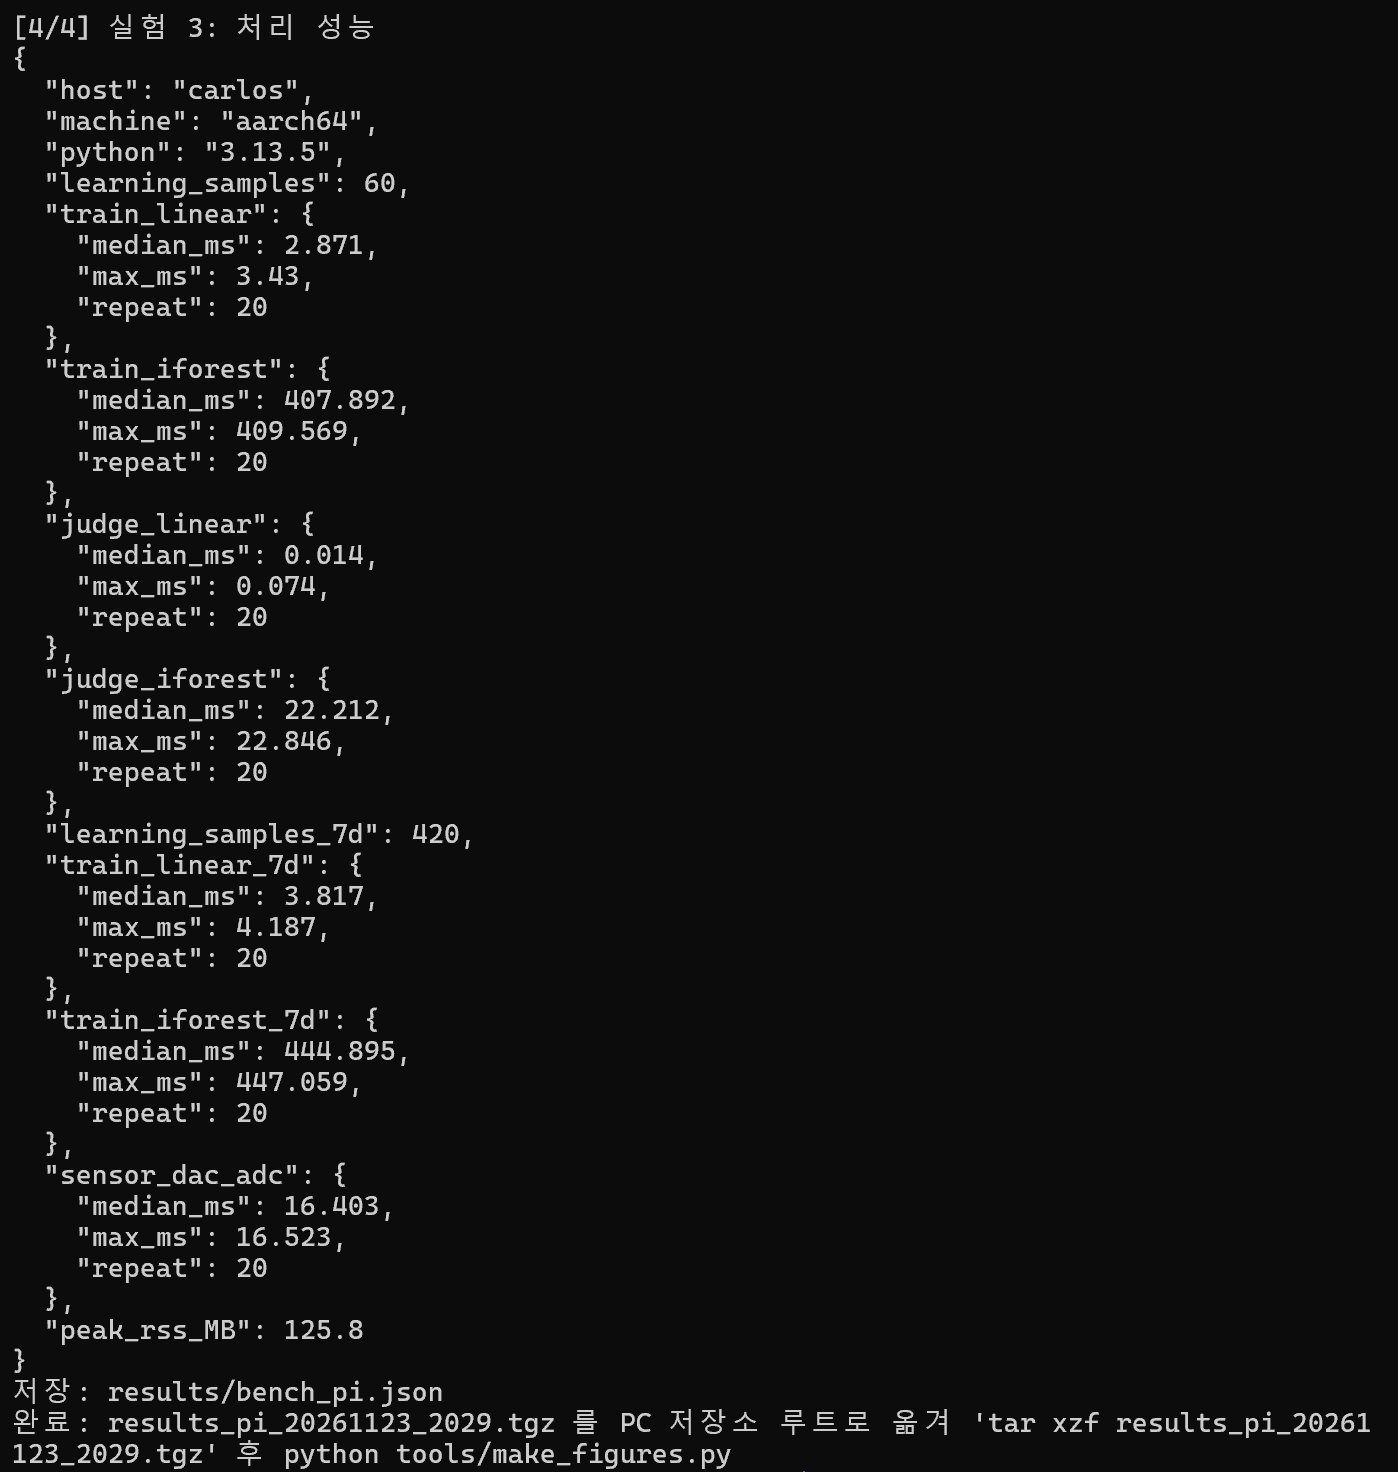 [4/4] 실험 3: 처리 성능
{
  "host": "carlos",
  "machine": "aarch64",
  "python": "3.13.5",
  "learning_samples": 60,
  "train_linear": {
    "median_ms": 2.871,
    "max_ms": 3.43,
    "repeat": 20
  },
  "train_iforest": {
    "median_ms": 407.892,
    "max_ms": 409.569,
    "repeat": 20
  },
  "judge_linear": {
    "median_ms": 0.014,
    "max_ms": 0.074,
    "repeat": 20
  },
  "judge_iforest": {
    "median_ms": 22.212,
    "max_ms": 22.846,
    "repeat": 20
  },
  "learning_samples_7d": 420,
  "train_linear_7d": {
    "median_ms": 3.817,
    "max_ms": 4.187,
    "repeat": 20
  },
  "train_iforest_7d": {
    "median_ms": 444.895,
    "max_ms": 447.059,
    "repeat": 20
  },
  "sensor_dac_adc": {
    "median_ms": 16.403,
    "max_ms": 16.523,
    "repeat": 20
  },
  "peak_rss_MB": 125.8
}
저장: results/bench_pi.json
완료: results_pi_20261123_2029.tgz 를 PC 저장소 루트로 옮겨 'tar xzf results_pi_20261
123_2029.tgz' 후 python tools/make_figures.py